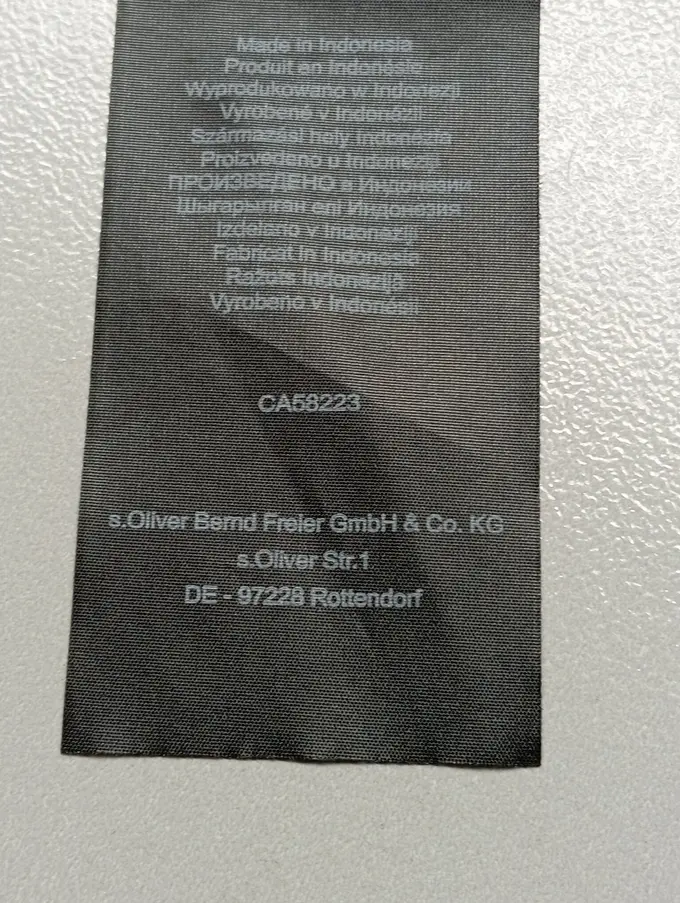 Made in Indonesia
Produit en Indonésie
Wyprodukowano w Indonezji
Vyrobené v Indonézii
Származási hely Indonézia
Proizvedeno u Indoneziji
ПРОИЗВЕДЕНО в Индонезии
Шығарылған елі Индонезия
Izdelano v Indoneziji
Fabricat in Indonesia
Ražots Indonēzijā
Vyrobeno v Indonésii
CA58223
s.Oliver Bernd Freier GmbH & Co. KG
s.Oliver Str.1
DE - 97228 Rottendorf